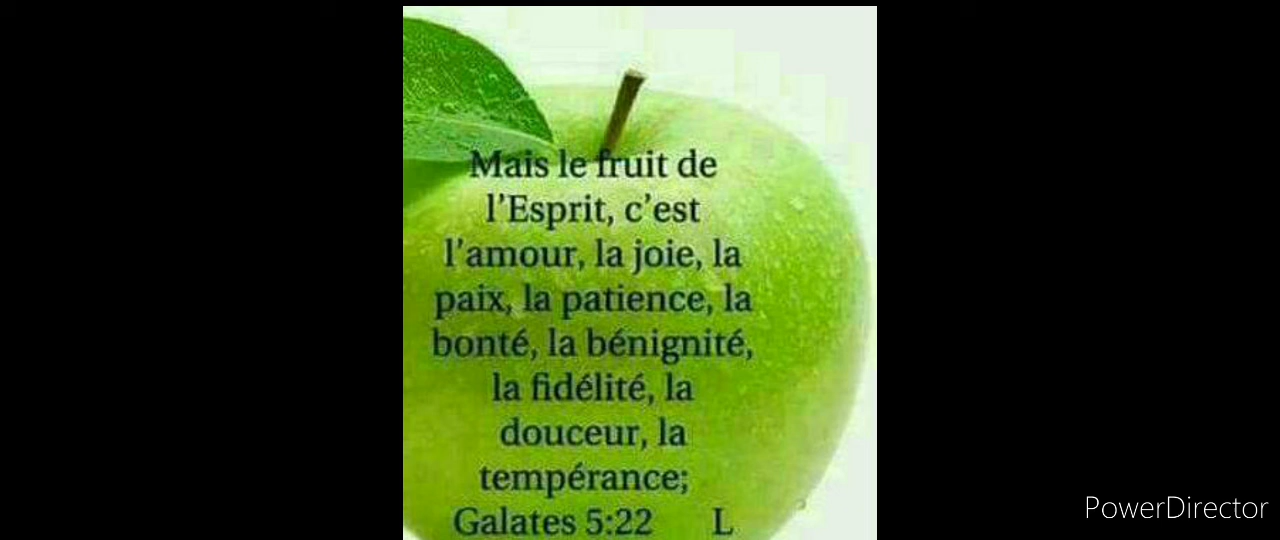 Mais le fruit de
l'Esprit, c'est
l'amour, la joie, la
paix, la patience, la
bonté, la bénignité,
la fidélité, la
douceur, la
tempérance;
Galates 5:22 L
PowerDirector